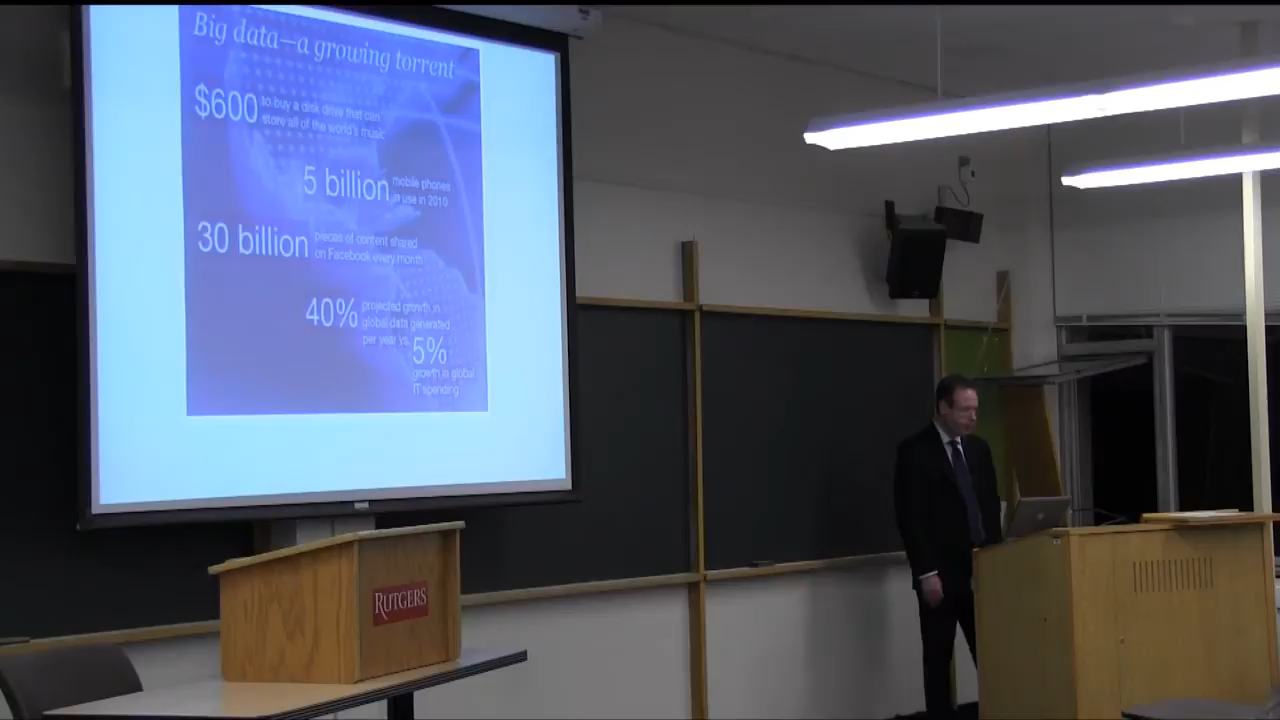 Big data—a growing torrent
$600 to buy a disk drive that can
store all of the world's music
5 billion mobile phones
in use in 2010
30 billion pieces of content shared
on Facebook every month
40% projected growth in
global data generated
per year vs.
5%
growth in global
IT spending
RUTGERS